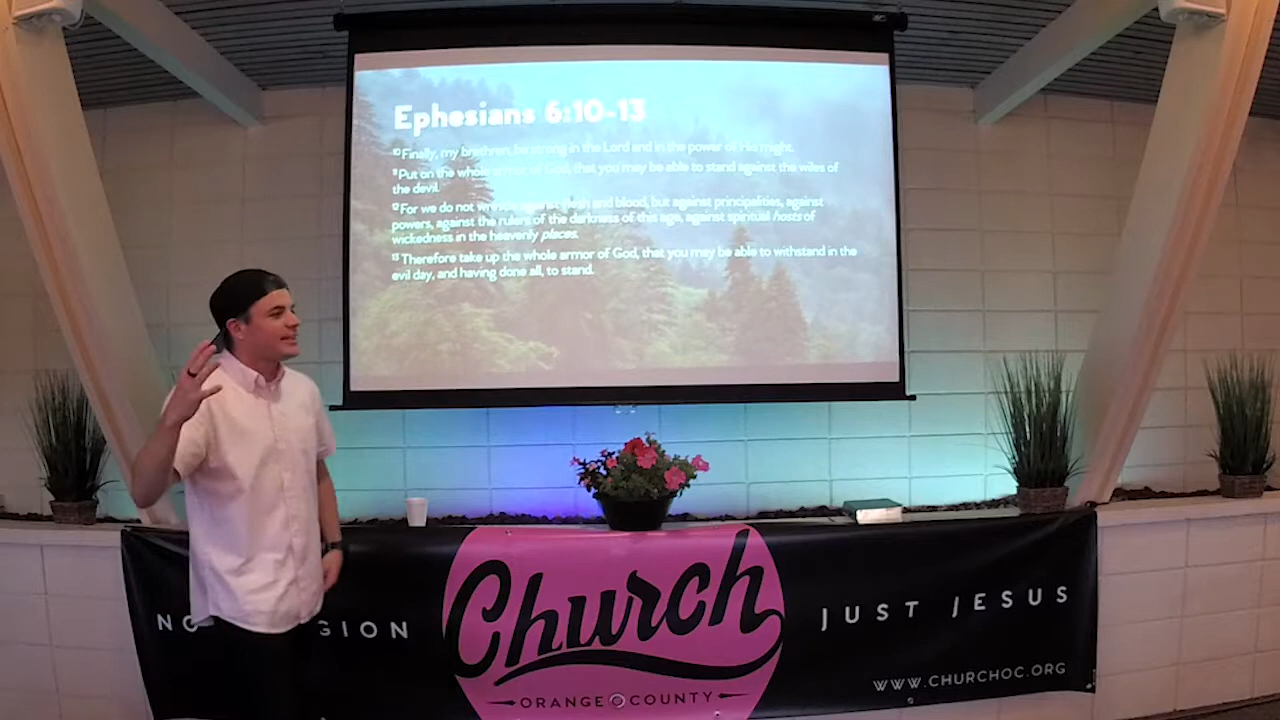 Ephesians 6:10-13
10 Finally, my brethren, be strong in the Lord and in the power of His might.
11 Put on the whole armor of God, that you may be able to stand against the wiles of
the devil.
12 For we do not wrestle against flesh and blood, but against principalities, against
powers, against the rulers of the darkness of this age, against spiritual hosts of
wickedness in the heavenly places.
13 Therefore take up the whole armor of God, that you may be able to withstand in the
evil day, and having done all, to stand.
Church
ORANGE COUNTY
JUST JESUS
WWW.CHURCHOC.ORG